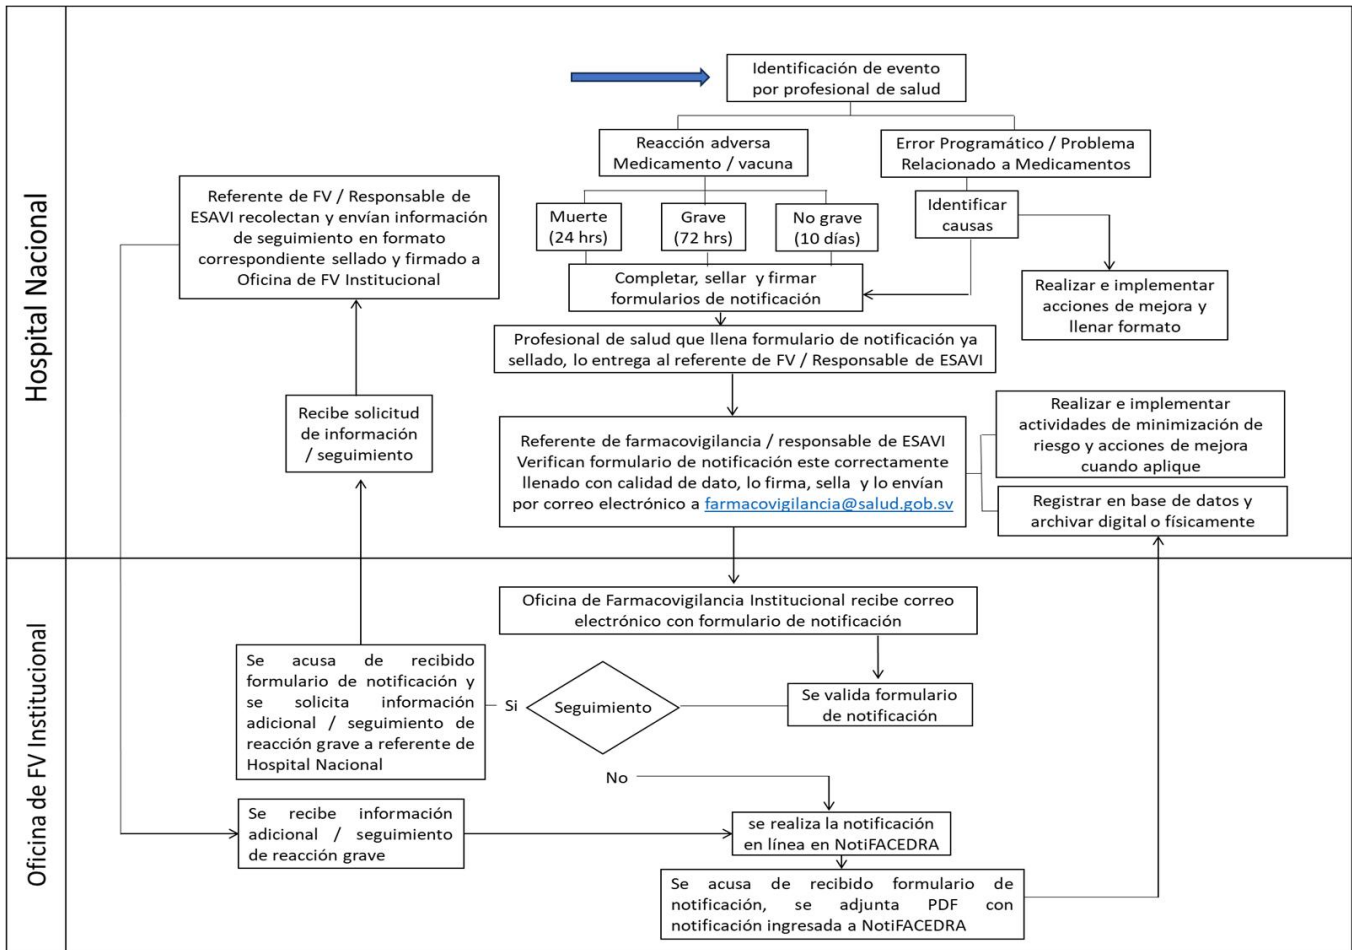 Hospital Nacional
Identificación de evento
por profesional de salud
Reacción adversa
Medicamento / vacuna
Error Programático / Problema
Relacionado a Medicamentos
Muerte
(24 hrs)
Grave
(72 hrs)
No grave
(10 días)
Identificar
causas
Completar, sellar y firmar
formularios de notificación
Realizar e implementar
acciones de mejora y
llenar formato
Profesional de salud que llena formulario de notificación ya
sellado, lo entrega al referente de FV / Responsable de ESAVI
Referente de FV / Responsable de
ESAVI recolectan y envían información
de seguimiento en formato
correspondiente sellado y firmado a
Oficina de FV Institucional
Recibe solicitud
de información
/ seguimiento
Referente de farmacovigilancia / responsable de ESAVI
Verifican formulario de notificación este correctamente
llenado con calidad de dato, lo firma, sella y lo envían
por correo electrónico a farmacovigilancia@salud.gob.sv
Realizar e implementar
actividades de minimización de
riesgo y acciones de mejora
cuando aplique
Registrar en base de datos y
archivar digital o físicamente
Oficina de FV Institucional
Oficina de Farmacovigilancia Institucional recibe correo
electrónico con formulario de notificación
Se valida formulario
de notificación
Seguimiento
Si
Se acusa de recibido
formulario de notificación y
se solicita información
adicional / seguimiento de
reacción grave a referente de
Hospital Nacional
No
Se recibe información
adicional / seguimiento
de reacción grave
se realiza la notificación
en línea en NotiFACEDRA
Se acusa de recibido formulario de
notificación, se adjunta PDF con
notificación ingresada a NotiFACEDRA